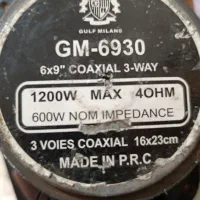 GULF MILANO
GM-6930
6x9" COAXIAL 3-WAY
1200W MAX 4OHM
600W NOM IMPEDANCE
3 VOIES COAXIAL 16x23cm
MADE IN P.R.C